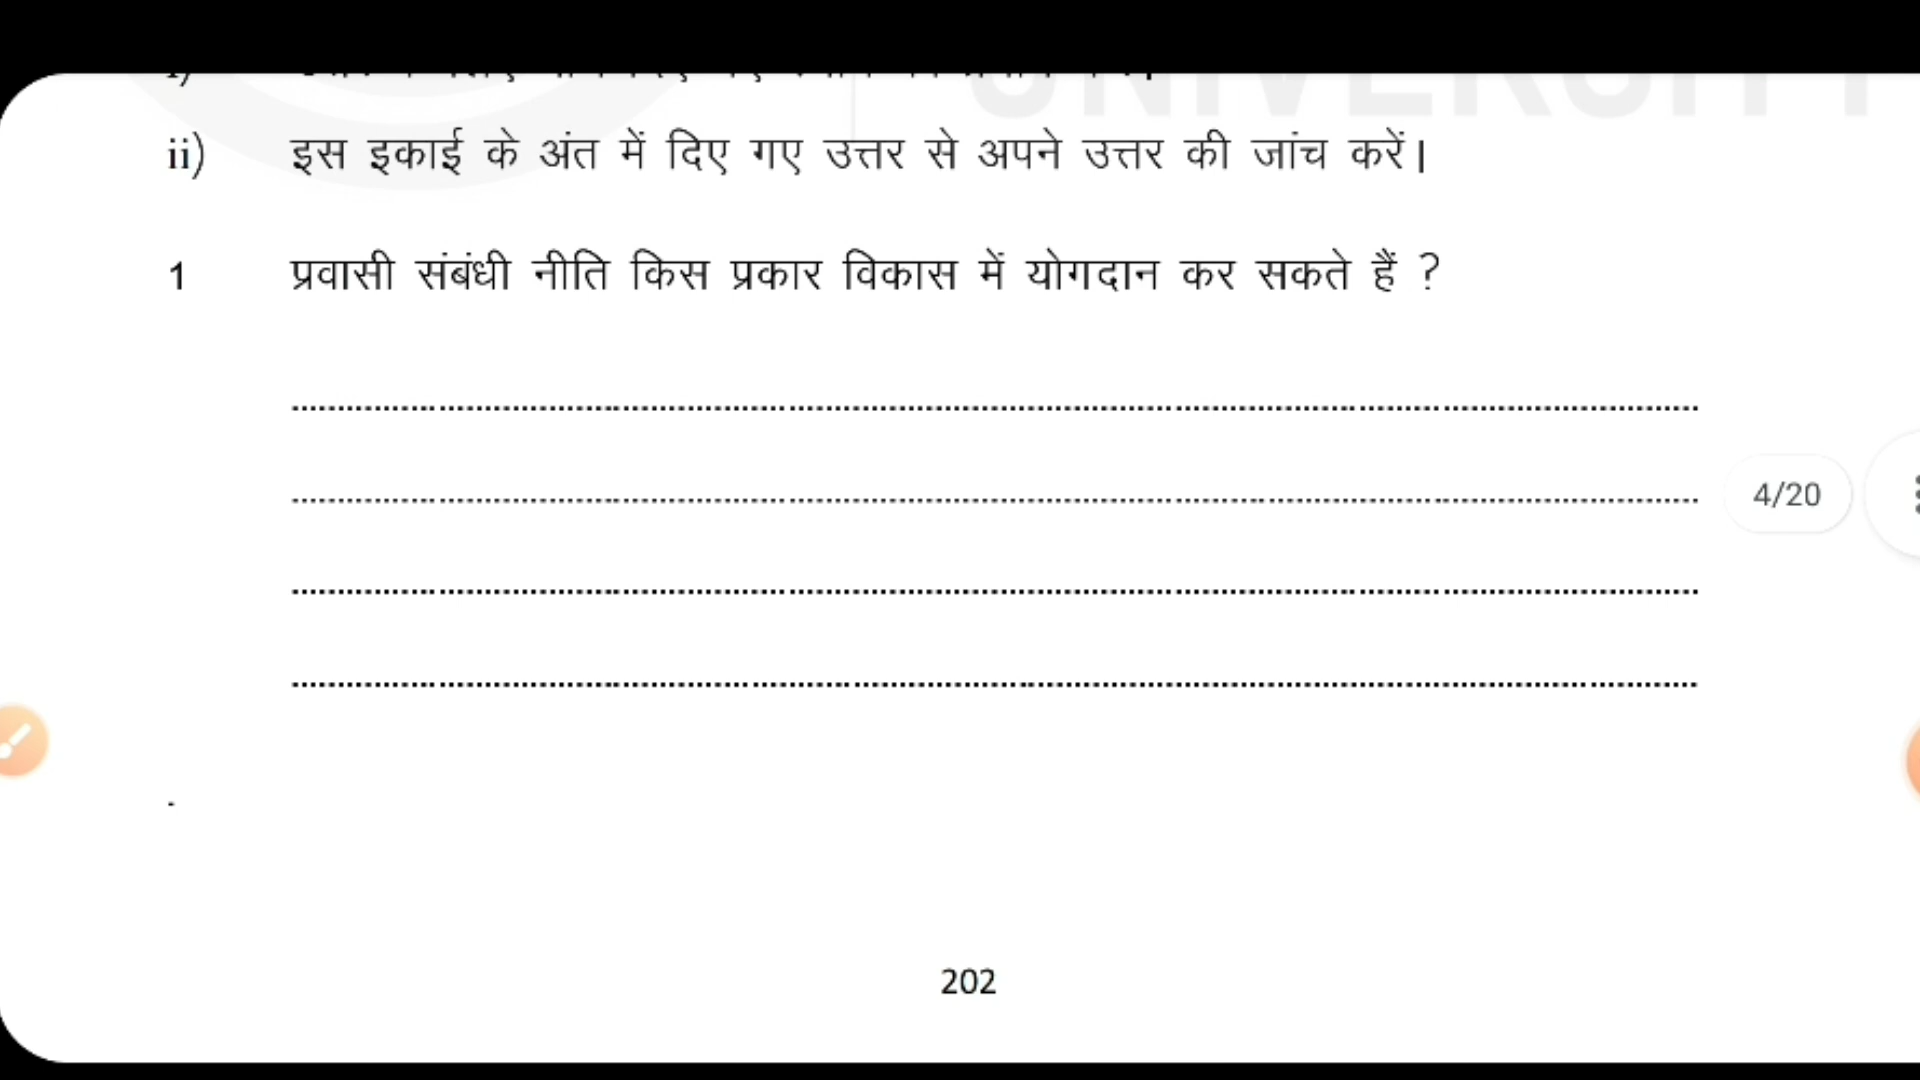 ii) इस इकाई के अंत में दिए गए उत्तर से अपने उत्तर की जांच करें।
1 प्रवासी संबंधी नीति किस प्रकार विकास में योगदान कर सकते हैं ?
4/20
202